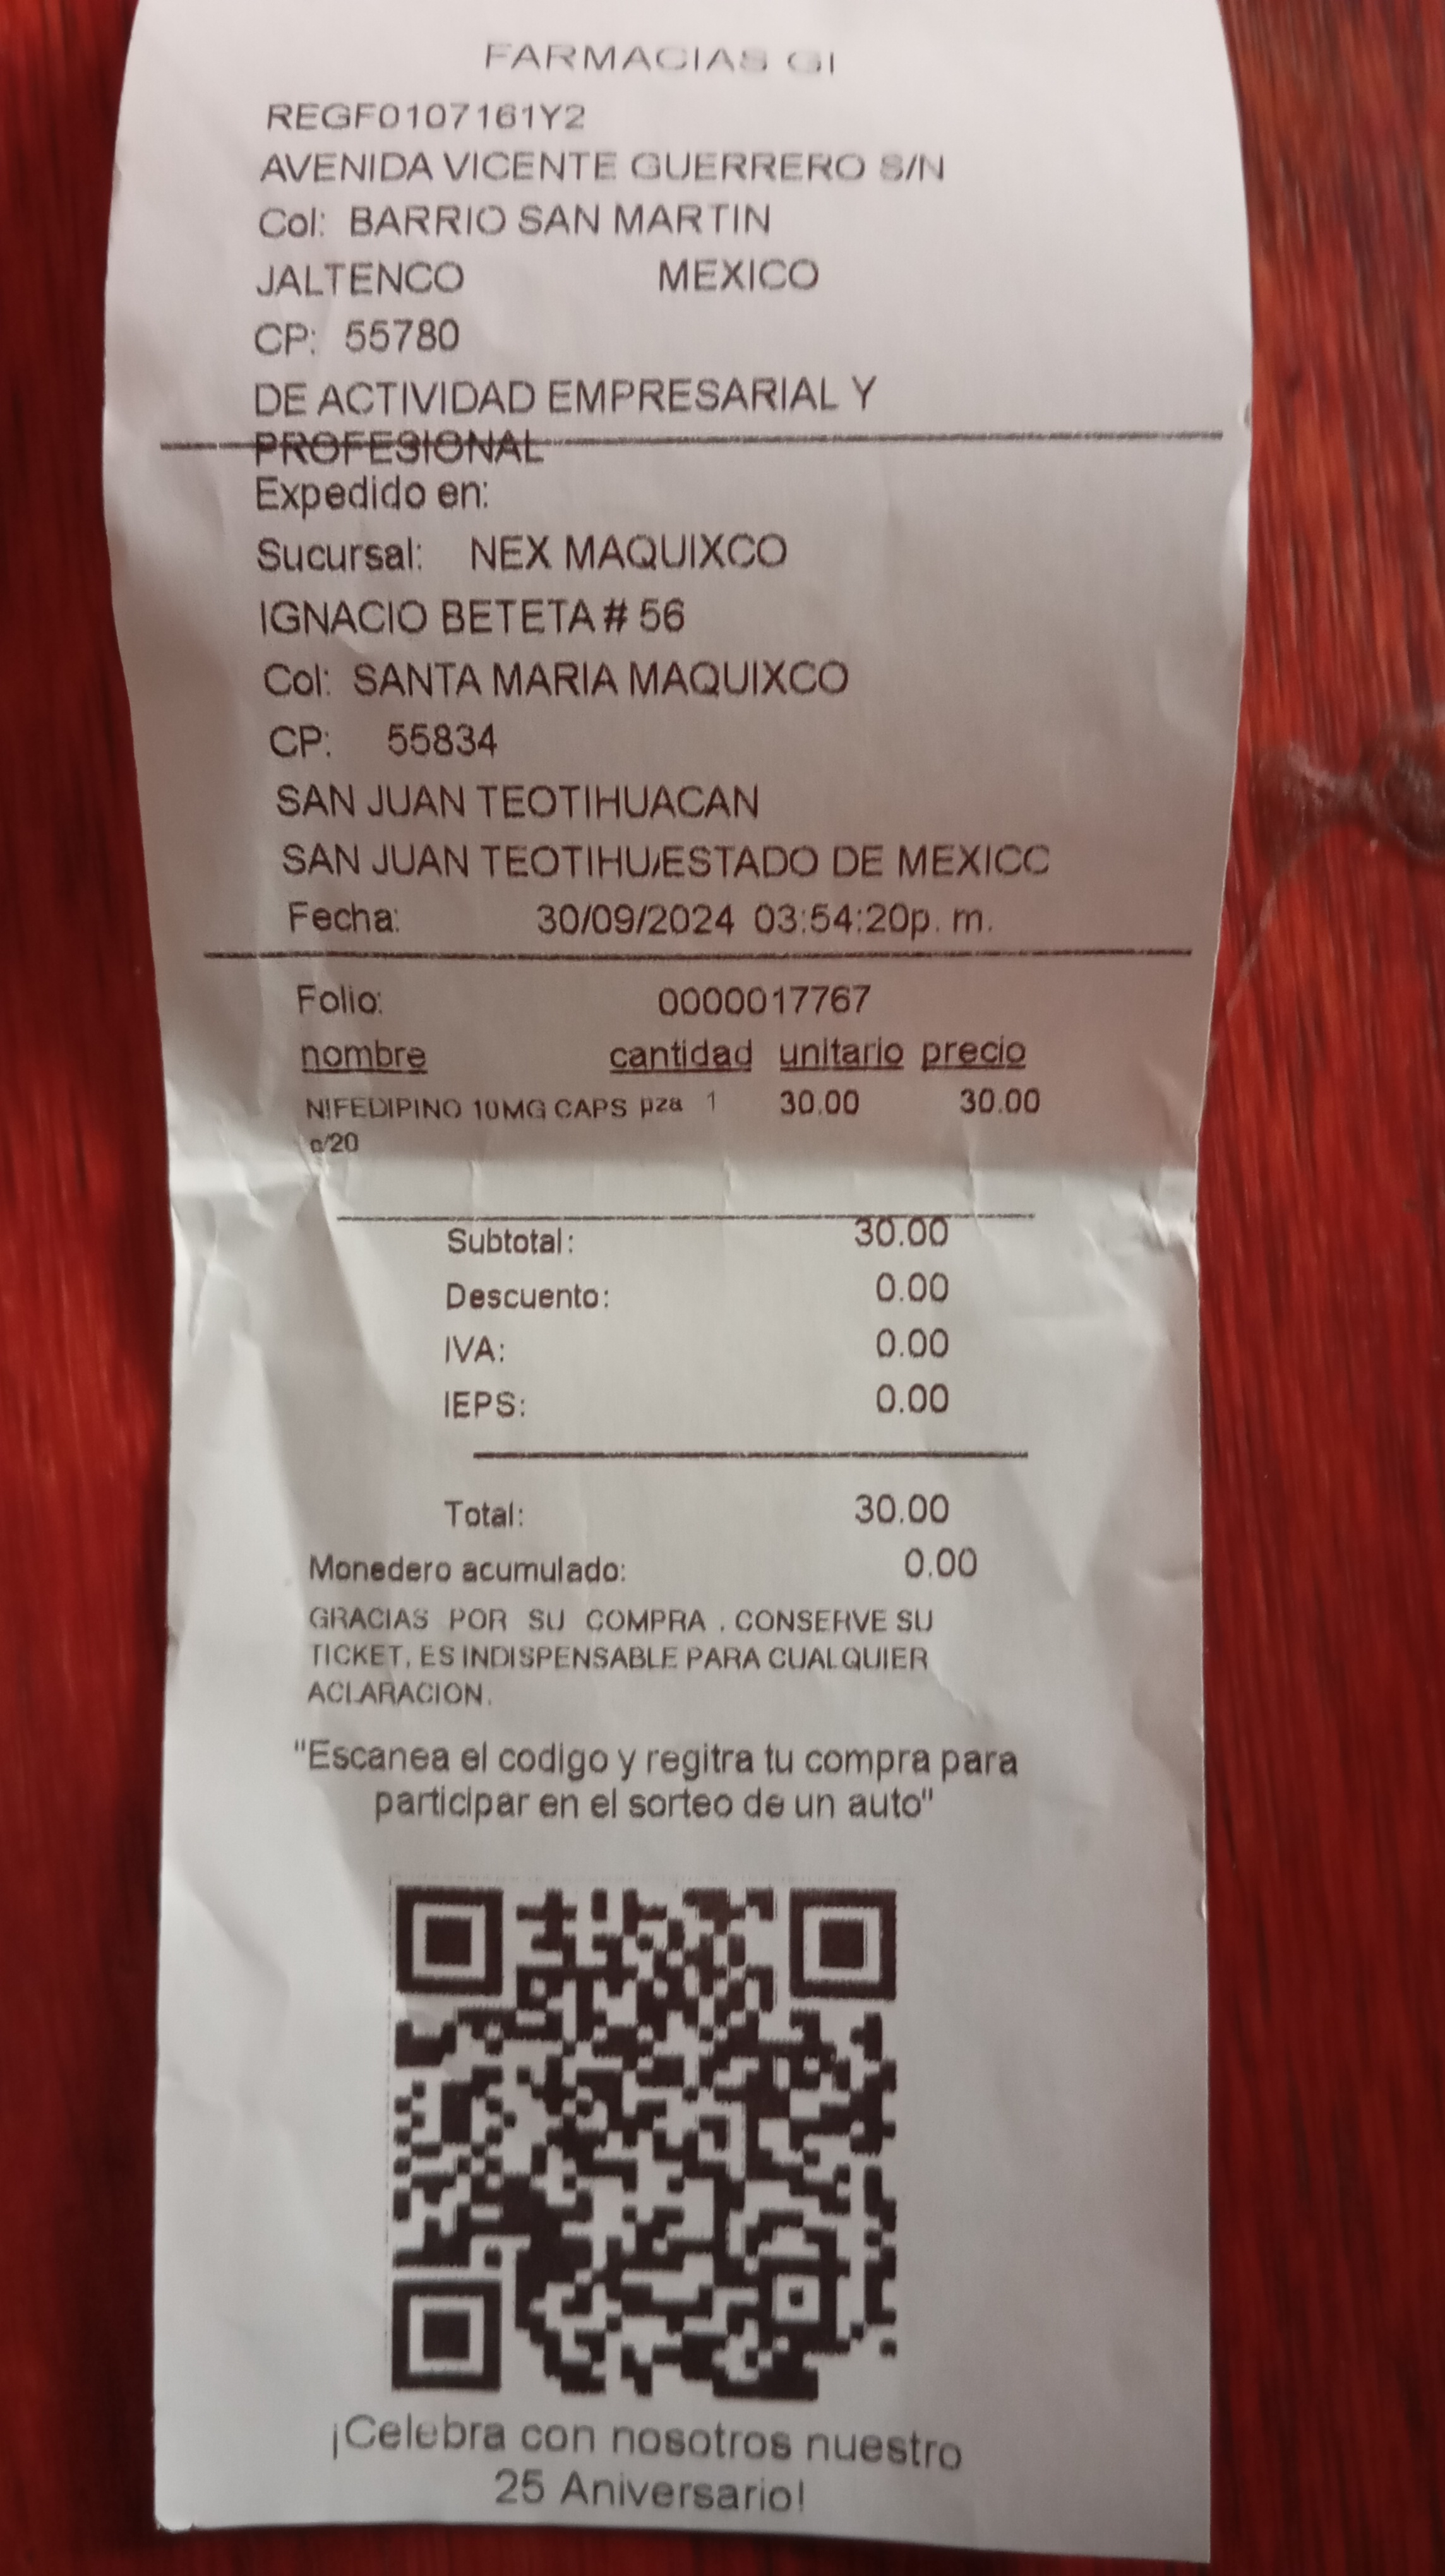 FARMACIAS GI
REGF0107161Y2
AVENIDA VICENTE GUERRERO S/N
Col: BARRIO SAN MARTIN
JALTENCO MEXICO
CP: 55780
DE ACTIVIDAD EMPRESARIAL Y
PROFESIONAL
Expedido en:
Sucursal: NEX MAQUIXCO
IGNACIO BETETA # 56
Col: SANTA MARIA MAQUIXCO
CP: 55834
SAN JUAN TEOTIHUACAN
SAN JUAN TEOTIHU/ESTADO DE MEXICO
Fecha: 30/09/2024 03:54:20p. m.
Folio: 0000017767
nombre cantidad unitario precio
NIFEDIPINO 10MG CAPS pza 1 30.00 30.00
c/20
Subtotal: 30.00
Descuento: 0.00
IVA: 0.00
IEPS: 0.00
Total: 30.00
Monedero acumulado: 0.00
GRACIAS POR SU COMPRA . CONSERVE SU
TICKET, ES INDISPENSABLE PARA CUALQUIER
ACLARACION.
"Escanea el codigo y regitra tu compra para
participar en el sorteo de un auto"
¡Celebra con nosotros nuestro
25 Aniversario!